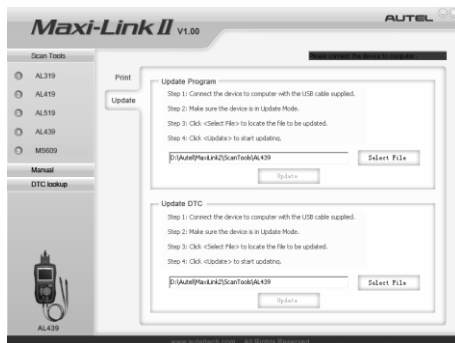 Maxi-Link II V1.00
AUTEL
Scan Tools
Please connect the device to computer.
AL319
AL419
AL519
AL439
MS609
Manual
DTC lookup
AL439
Print
Update
Update Program
Step 1: Connect the device to computer with the USB cable supplied.
Step 2: Make sure the device is in Update Mode.
Step 3: Click <Select File> to locate the file to be updated.
Step 4: Click <Update> to start updating.
D:\Autel\MaxiLink2\ScanTools\AL439
Select File
Update
Update DTC
Step 1: Connect the device to computer with the USB cable supplied.
Step 2: Make sure the device is in Update Mode.
Step 3: Click <Select File> to locate the file to be updated.
Step 4: Click <Update> to start updating.
D:\Autel\MaxiLink2\ScanTools\AL439
Select File
Update
www.auteltech.com All Rights Reserved